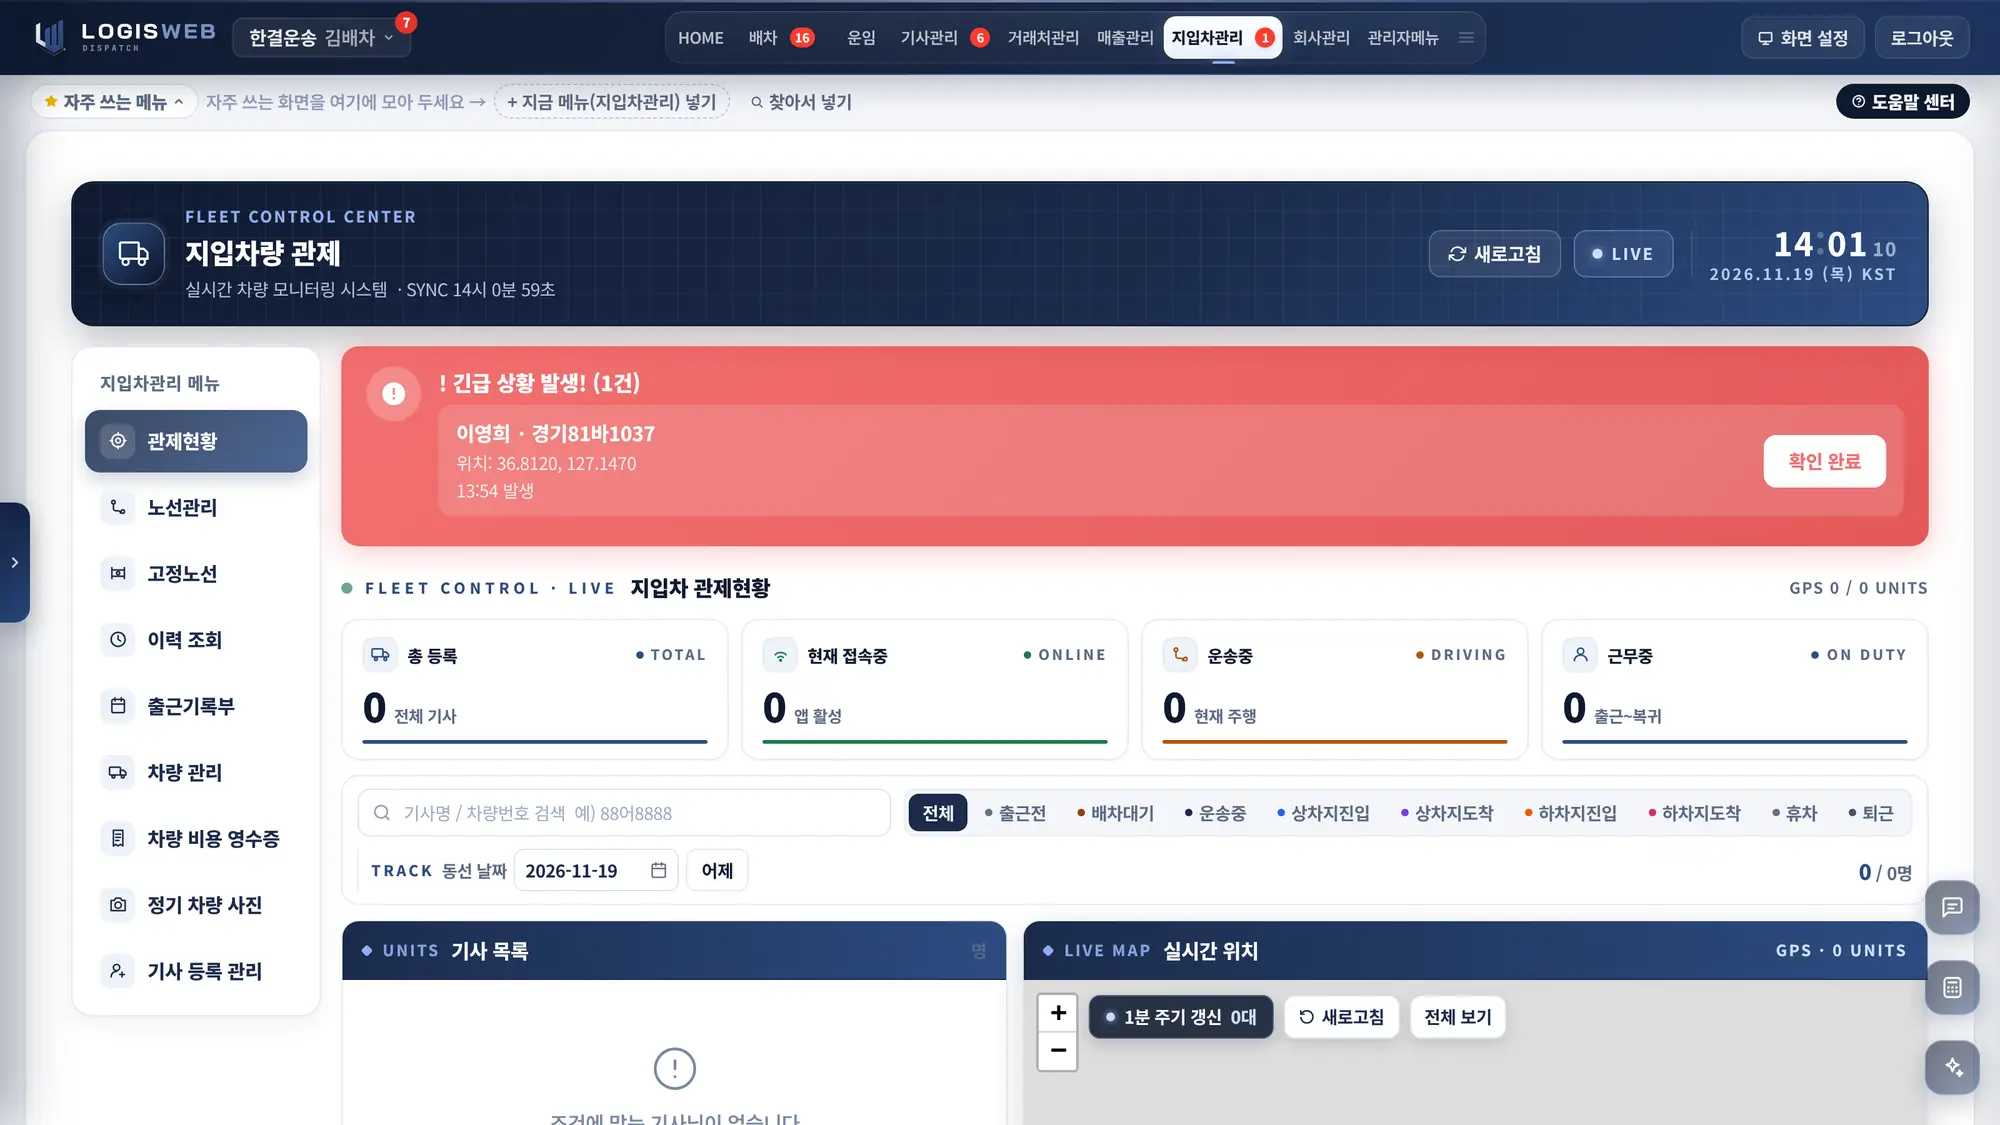 LOGISWEB
DISPATCH
한결운송 김배차
7
HOME
배차 16
운임
기사관리 6
거래처관리
매출관리
지입차관리 1
회사관리
관리자메뉴
화면 설정
로그아웃
자주 쓰는 메뉴
자주 쓰는 화면을 여기에 모아 두세요 →
+ 지금 메뉴(지입차관리) 넣기
찾아서 넣기
도움말 센터
FLEET CONTROL CENTER
지입차량 관제
실시간 차량 모니터링 시스템 · SYNC 14시 0분 59초
새로고침
LIVE
14:01 10
2026.11.19 (목) KST
지입차관리 메뉴
관제현황
노선관리
고정노선
이력 조회
출근기록부
차량 관리
차량 비용 영수증
정기 차량 사진
기사 등록 관리
! 긴급 상황 발생! (1건)
이영희 · 경기81바1037
위치: 36.8120, 127.1470
13:54 발생
확인 완료
FLEET CONTROL · LIVE 지입차 관제현황
GPS 0 / 0 UNITS
총 등록 TOTAL
0 전체 기사
현재 접속중 ONLINE
0 앱 활성
운송중 DRIVING
0 현재 주행
근무중 ON DUTY
0 출근~복귀
기사명 / 차량번호 검색 예) 88어8888
전체
출근전
배차대기
운송중
상차지진입
상차지도착
하차지진입
하차지도착
휴차
퇴근
TRACK 동선 날짜 2026-11-19
어제
0 / 0명
UNITS 기사 목록
명
조건에 맞는 기사님이 없습니다
LIVE MAP 실시간 위치
GPS · 0 UNITS
+
−
1분 주기 갱신 0대
새로고침
전체 보기